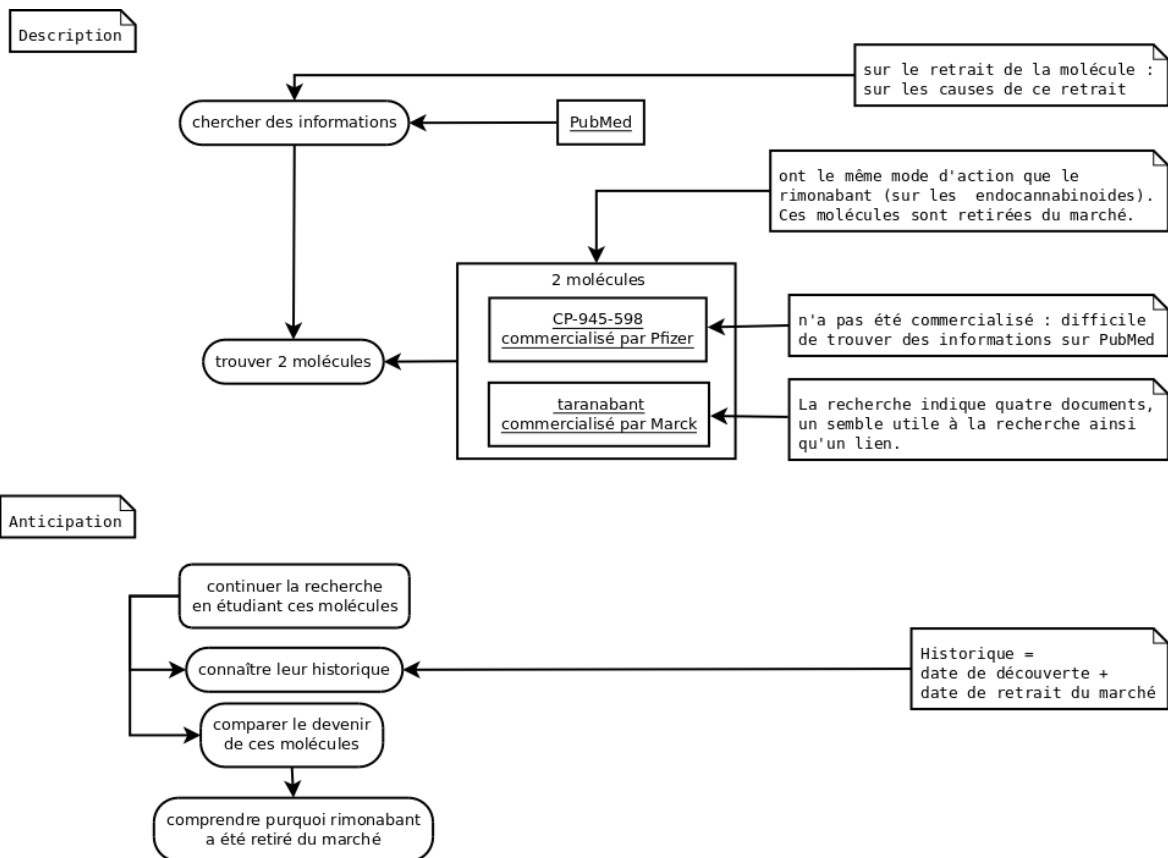 Description
sur le retrait de la molécule :
sur les causes de ce retrait
chercher des informations
PubMed
ont le même mode d'action que le
rimonabant (sur les  endocannabinoides).
Ces molécules sont retirées du marché.
2 molécules
CP-945-598
commercialisé par Pfizer
n'a pas été commercialisé : difficile
de trouver des informations sur PubMed
trouver 2 molécules
taranabant
commercialisé par Marck
La recherche indique quatre documents,
un semble utile à la recherche ainsi
qu'un lien.
Anticipation
continuer la recherche
en étudiant ces molécules
connaître leur historique
Historique =
date de découverte +
date de retrait du marché
comparer le devenir
de ces molécules
comprendre purquoi rimonabant
a été retiré du marché